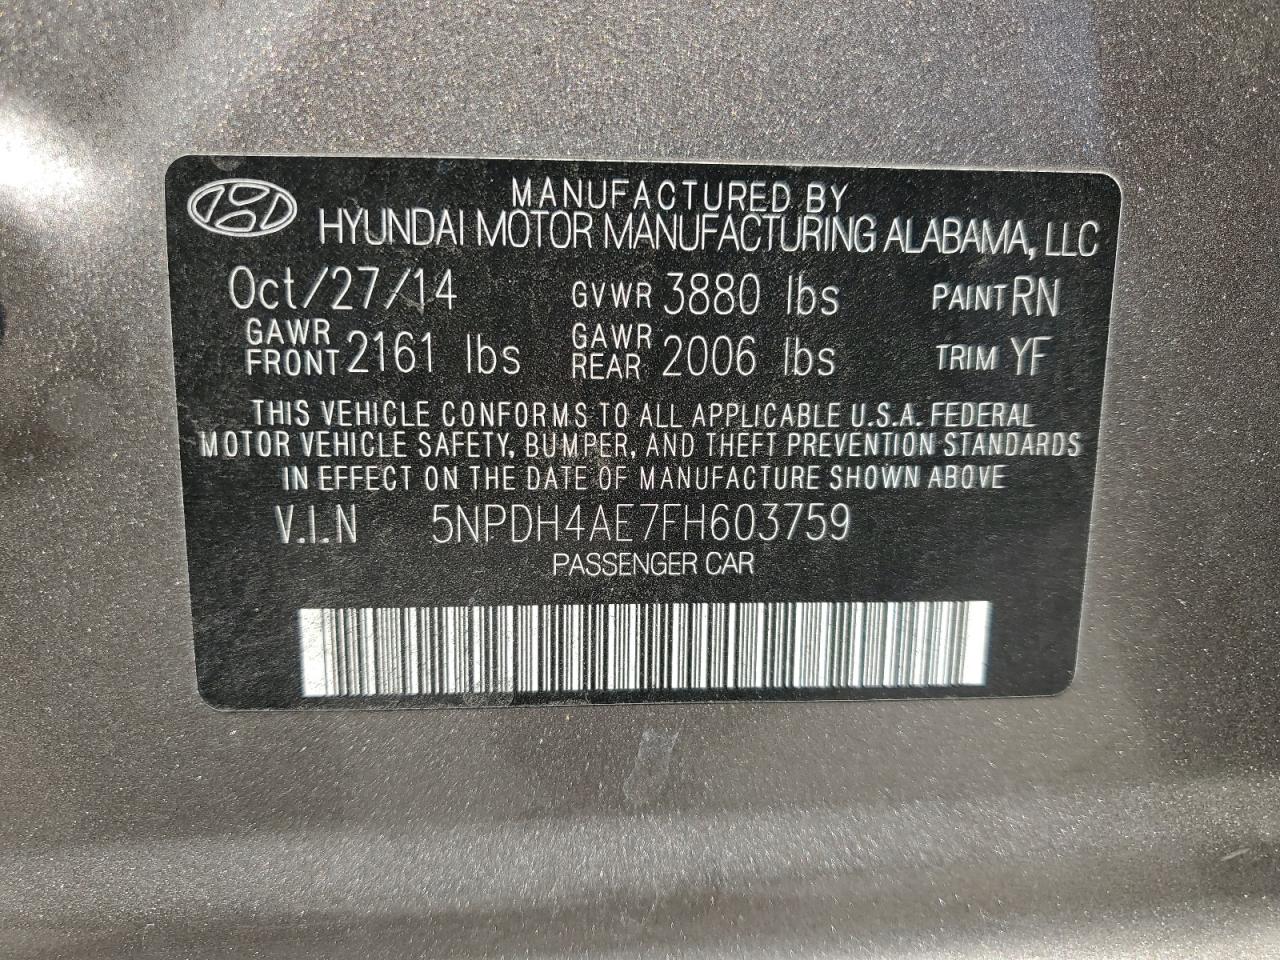 MANUFACTURED BY
HYUNDAI MOTOR MANUFACTURING ALABAMA, LLC
Oct/27/14 GVWR 3880 lbs PAINT RN
GAWR FRONT 2161 lbs GAWR REAR 2006 lbs TRIM YF
THIS VEHICLE CONFORMS TO ALL APPLICABLE U.S.A. FEDERAL
MOTOR VEHICLE SAFETY, BUMPER, AND THEFT PREVENTION STANDARDS
IN EFFECT ON THE DATE OF MANUFACTURE SHOWN ABOVE
V.I.N 5NPDH4AE7FH603759
PASSENGER CAR